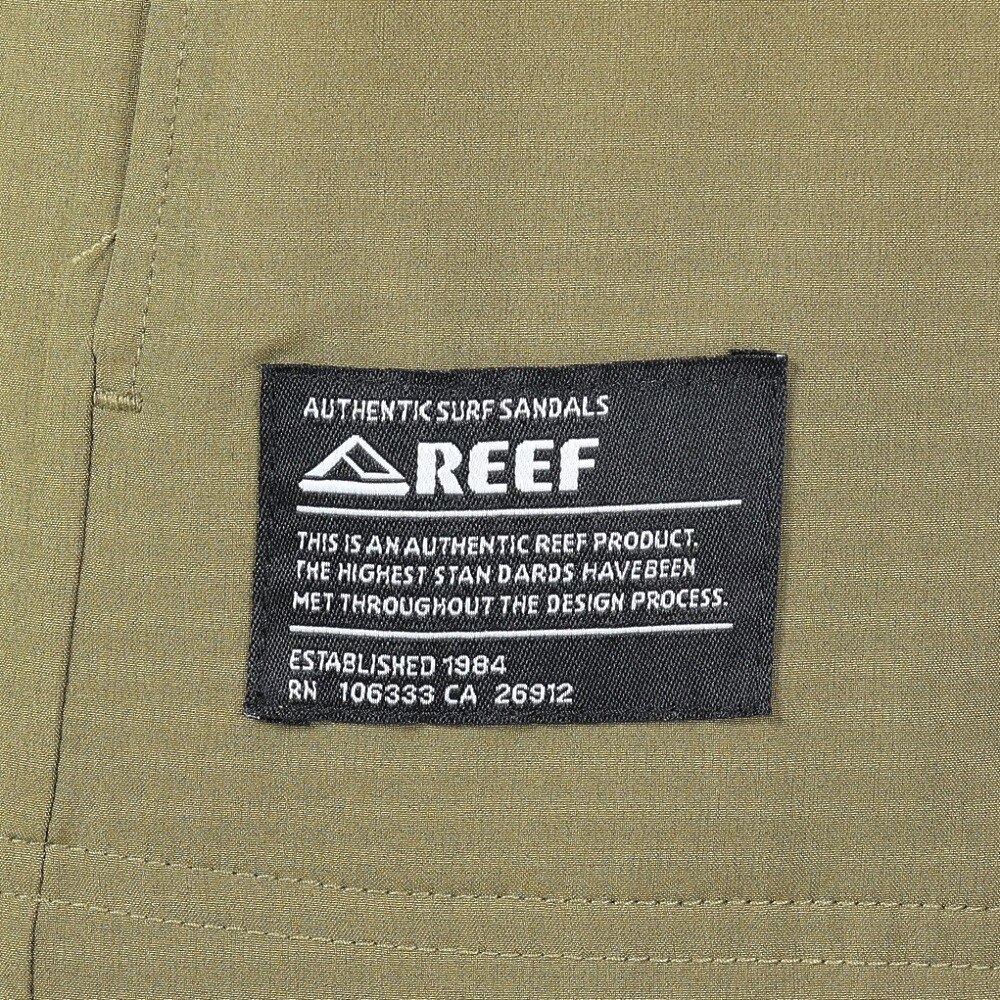 AUTHENTIC SURF SANDALS
REEF
THIS IS AN AUTHENTIC REEF PRODUCT.
THE HIGHEST STAN DARDS HAVEBEEN
MET THROUGHOUT THE DESIGN PROCESS.
ESTABLISHED 1984
RN 106333 CA 26912